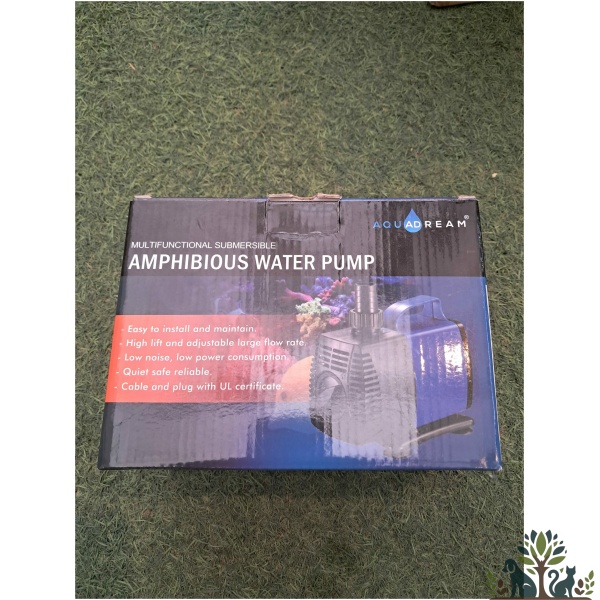 AQUADREAM®
MULTIFUNCTIONAL SUBMERSIBLE
AMPHIBIOUS WATER PUMP
- Easy to install and maintain.
- High lift and adjustable large flow rate.
- Low noise, low power consumption.
- Quiet safe reliable.
- Cable and plug with UL certificate.